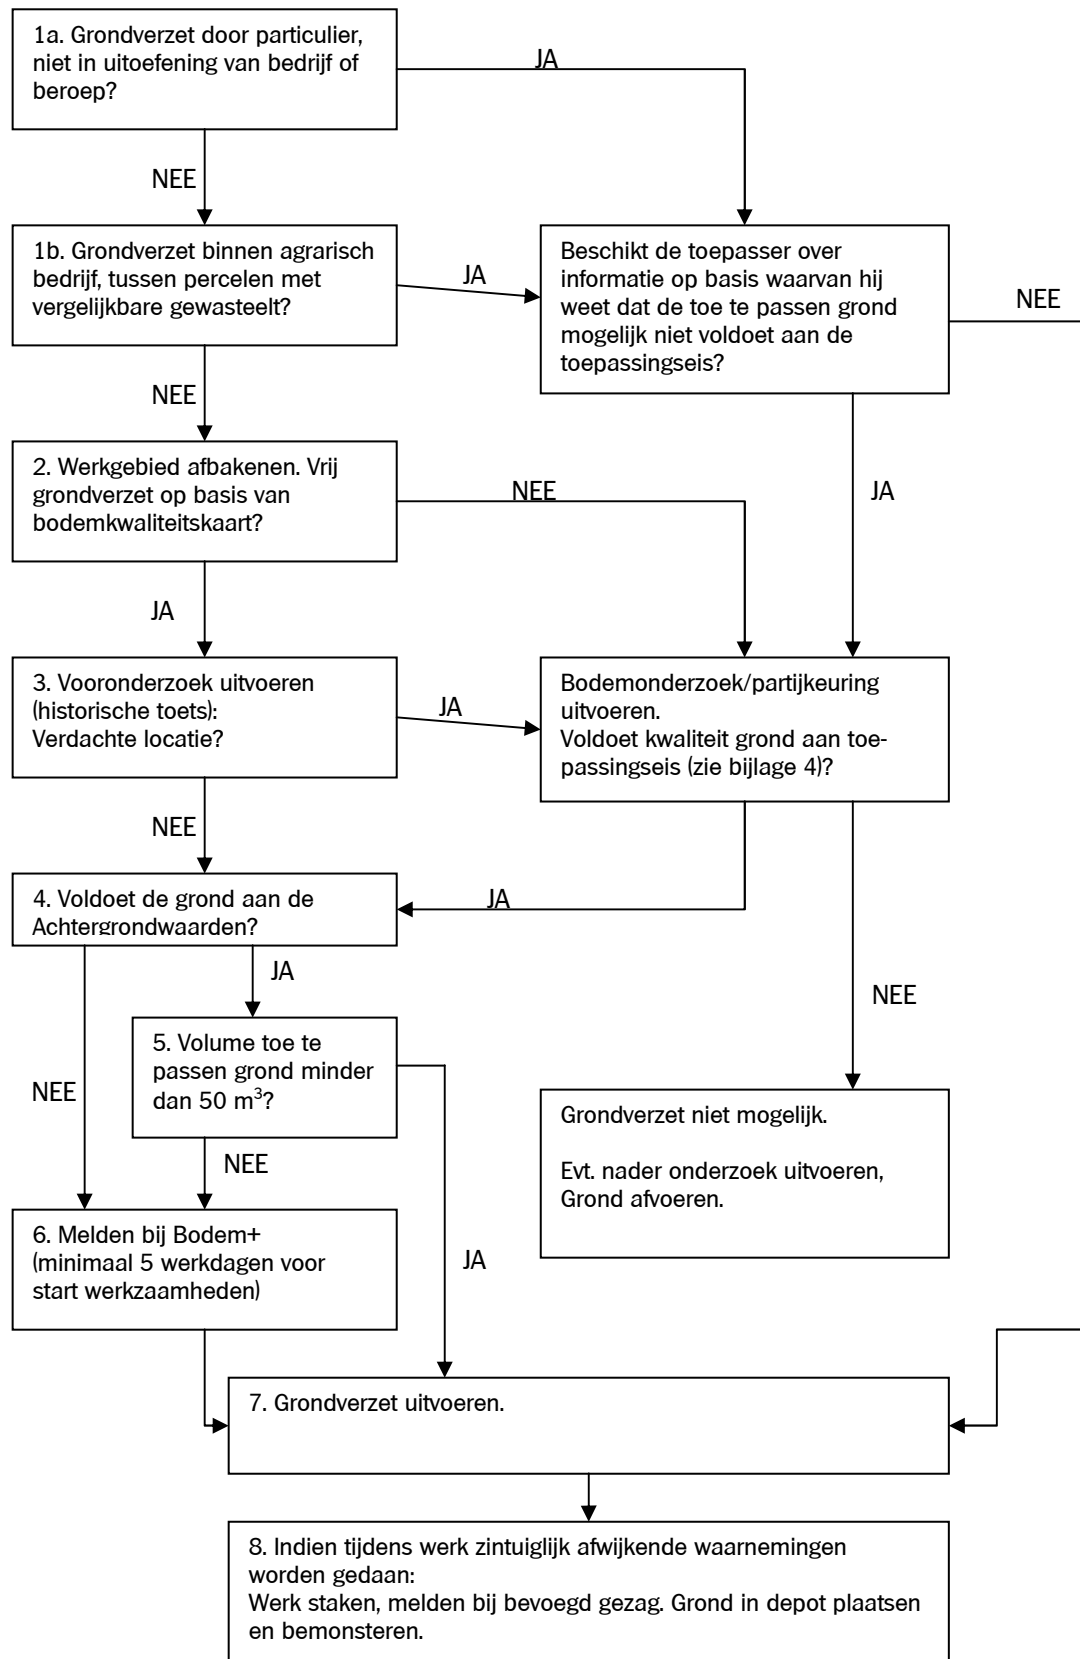 1a. Grondverzet door particulier,
niet in uitoefening van bedrijf of
beroep?
JA
NEE
1b. Grondverzet binnen agrarisch
bedrijf, tussen percelen met
vergelijkbare gewasteelt?
JA
Beschikt de toepasser over
informatie op basis waarvan hij
weet dat de toe te passen grond
mogelijk niet voldoet aan de
toepassingseis?
NEE
NEE
JA
2. Werkgebied afbakenen. Vrij
grondverzet op basis van
bodemkwaliteitskaart?
NEE
JA
3. Vooronderzoek uitvoeren
(historische toets):
Verdachte locatie?
JA
Bodemonderzoek/partijkeuring
uitvoeren.
Voldoet kwaliteit grond aan toe-
passingseis (zie bijlage 4)?
NEE
4. Voldoet de grond aan de
Achtergrondwaarden?
JA
JA
NEE
NEE
5. Volume toe te
passen grond minder
dan 50 m³?
NEE
JA
Grondverzet niet mogelijk.
Evt. nader onderzoek uitvoeren,
Grond afvoeren.
6. Melden bij Bodem+
(minimaal 5 werkdagen voor
start werkzaamheden)
7. Grondverzet uitvoeren.
8. Indien tijdens werk zintuiglijk afwijkende waarnemingen
worden gedaan:
Werk staken, melden bij bevoegd gezag. Grond in depot plaatsen
en bemonsteren.